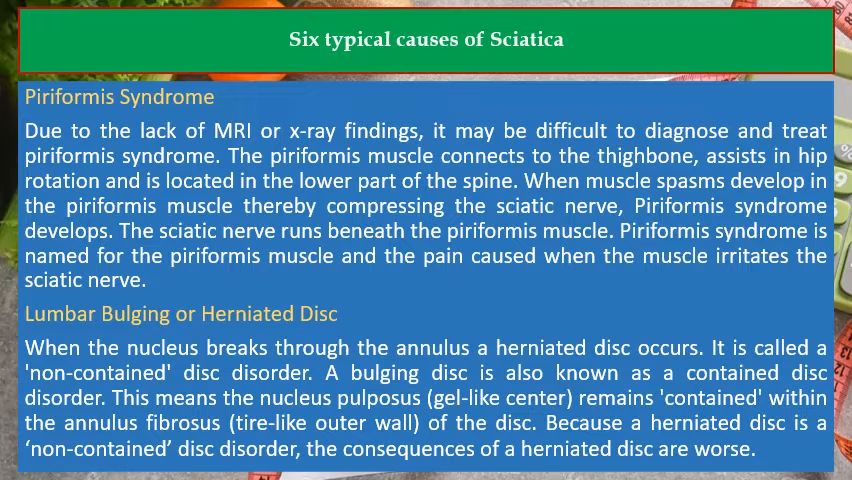 Six typical causes of Sciatica
Piriformis Syndrome
Due to the lack of MRI or x-ray findings, it may be difficult to diagnose and treat
piriformis syndrome. The piriformis muscle connects to the thighbone, assists in hip
rotation and is located in the lower part of the spine. When muscle spasms develop in
the piriformis muscle thereby compressing the sciatic nerve, Piriformis syndrome
develops. The sciatic nerve runs beneath the piriformis muscle. Piriformis syndrome is
named for the piriformis muscle and the pain caused when the muscle irritates the
sciatic nerve.
Lumbar Bulging or Herniated Disc
When the nucleus breaks through the annulus a herniated disc occurs. It is called a
'non-contained' disc disorder. A bulging disc is also known as a contained disc
disorder. This means the nucleus pulposus (gel-like center) remains 'contained' within
the annulus fibrosus (tire-like outer wall) of the disc. Because a herniated disc is a
‘non-contained’ disc disorder, the consequences of a herniated disc are worse.